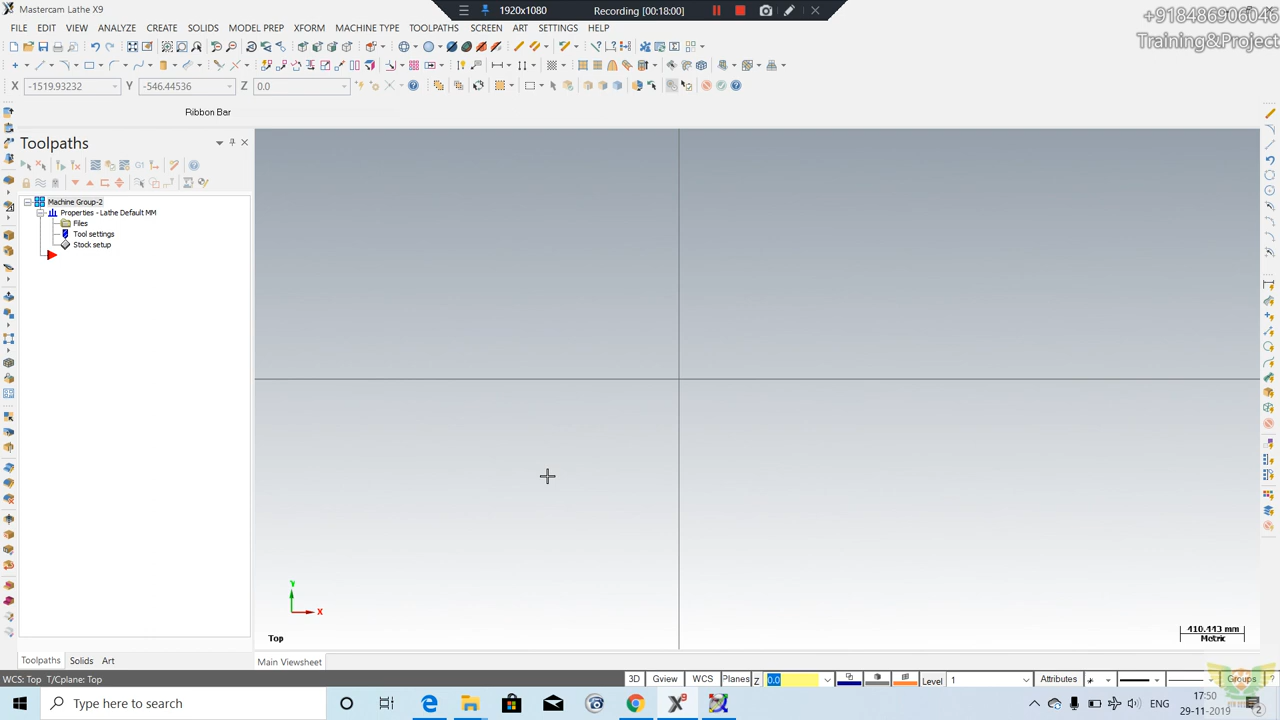 Mastercam Lathe X9
1920x1080
Recording [00:18:00]
+918486906046
Training&Project
FILE EDIT VIEW ANALYZE CREATE SOLIDS MODEL PREP XFORM MACHINE TYPE TOOLPATHS SCREEN ART SETTINGS HELP
X -1519.93232 Y -546.44536 Z 0.0
Ribbon Bar
Toolpaths
Machine Group-2
Properties - Lathe Default MM
Files
Tool settings
Stock setup
Y
X
Top
410.443 mm
Metric
Toolpaths Solids Art
Main Viewsheet
WCS: Top T/Cplane: Top
3D Gview WCS Planes Z 0.0 Level 1 Attributes Groups ?
Type here to search
ENG
17:50
29-11-2019
2